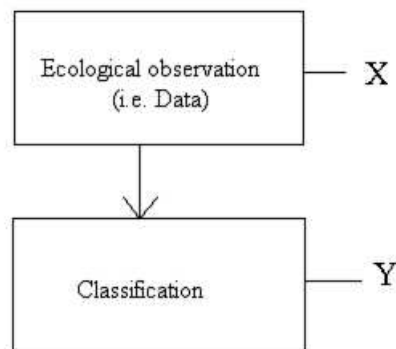 Ecological observation
(i.e. Data)
X
Classification
Y